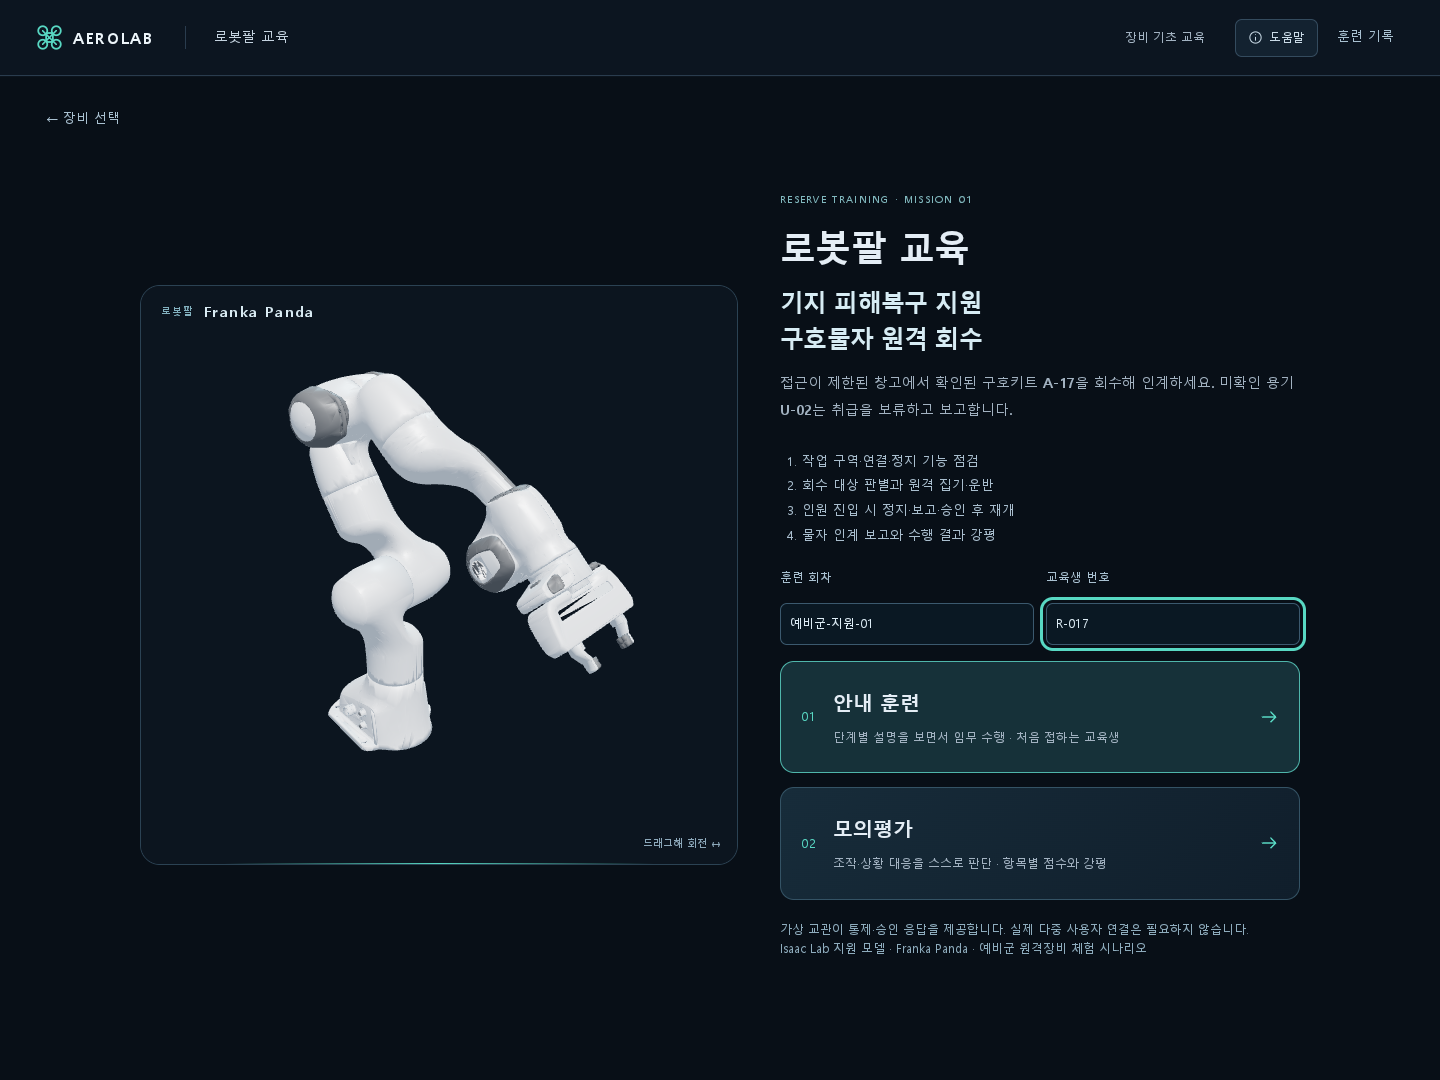 AEROLAB
로봇팔 교육
장비 기초 교육
도움말
훈련 기록
← 장비 선택
로봇팔 Franka Panda
드래그해 회전 ↔
RESERVE TRAINING · MISSION 01
로봇팔 교육
기지 피해복구 지원
구호물자 원격 회수
접근이 제한된 창고에서 확인된 구호키트 A-17을 회수해 인계하세요. 미확인 용기
U-02는 취급을 보류하고 보고합니다.
1. 작업 구역·연결·정지 기능 점검
2. 회수 대상 판별과 원격 집기·운반
3. 인원 진입 시 정지·보고·승인 후 재개
4. 물자 인계 보고와 수행 결과 강평
훈련 회차
교육생 번호
예비군-지원-01
R-017
01
안내 훈련
단계별 설명을 보면서 임무 수행 · 처음 접하는 교육생
→
02
모의평가
조작·상황 대응을 스스로 판단 · 항목별 점수와 강평
→
가상 교관이 통제·승인 응답을 제공합니다. 실제 다중 사용자 연결은 필요하지 않습니다.
Isaac Lab 지원 모델 · Franka Panda · 예비군 원격장비 체험 시나리오